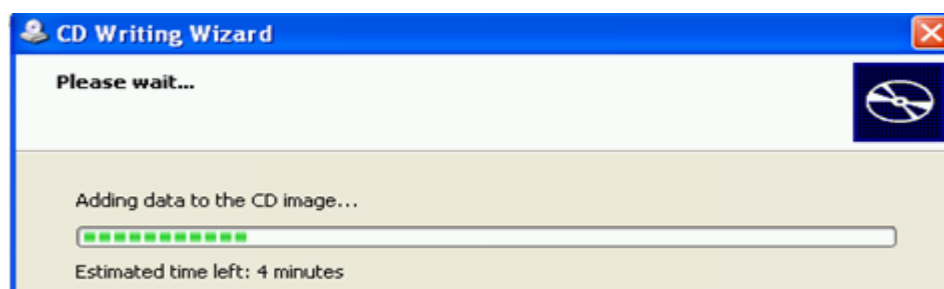 CD Writing Wizard
Please wait...
Adding data to the CD image...
Estimated time left: 4 minutes